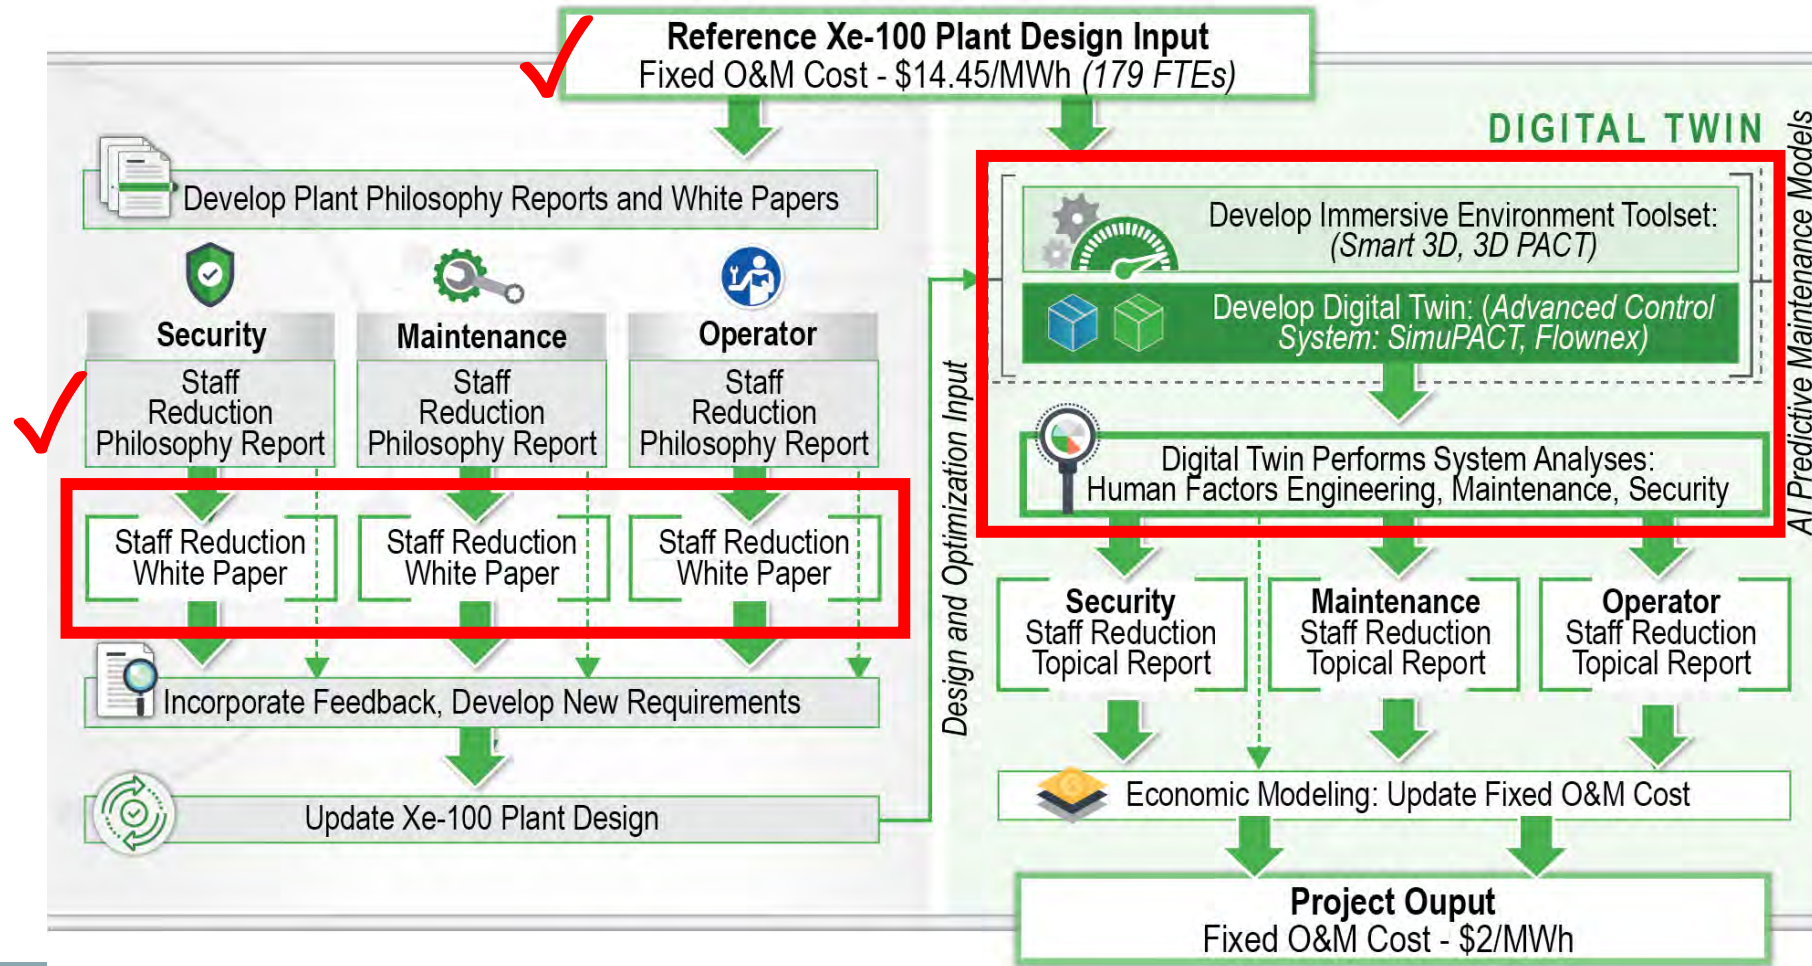 Reference Xe-100 Plant Design Input
Fixed O&M Cost - $14.45/MWh (179 FTEs)
Develop Plant Philosophy Reports and White Papers
Security
Staff
Reduction
Philosophy Report
Maintenance
Staff
Reduction
Philosophy Report
Operator
Staff
Reduction
Philosophy Report
Staff Reduction
White Paper
Staff Reduction
White Paper
Staff Reduction
White Paper
Incorporate Feedback, Develop New Requirements
Update Xe-100 Plant Design
Design and Optimization Input
DIGITAL TWIN
AI Predictive Maintenance Models
Develop Immersive Environment Toolset:
(Smart 3D, 3D PACT)
Develop Digital Twin: (Advanced Control
System: SimuPACT, Flownex)
Digital Twin Performs System Analyses:
Human Factors Engineering, Maintenance, Security
Security
Staff Reduction
Topical Report
Maintenance
Staff Reduction
Topical Report
Operator
Staff Reduction
Topical Report
Economic Modeling: Update Fixed O&M Cost
Project Ouput
Fixed O&M Cost - $2/MWh